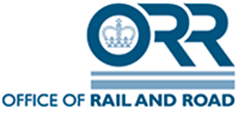 ORR
OFFICE OF RAIL AND ROAD